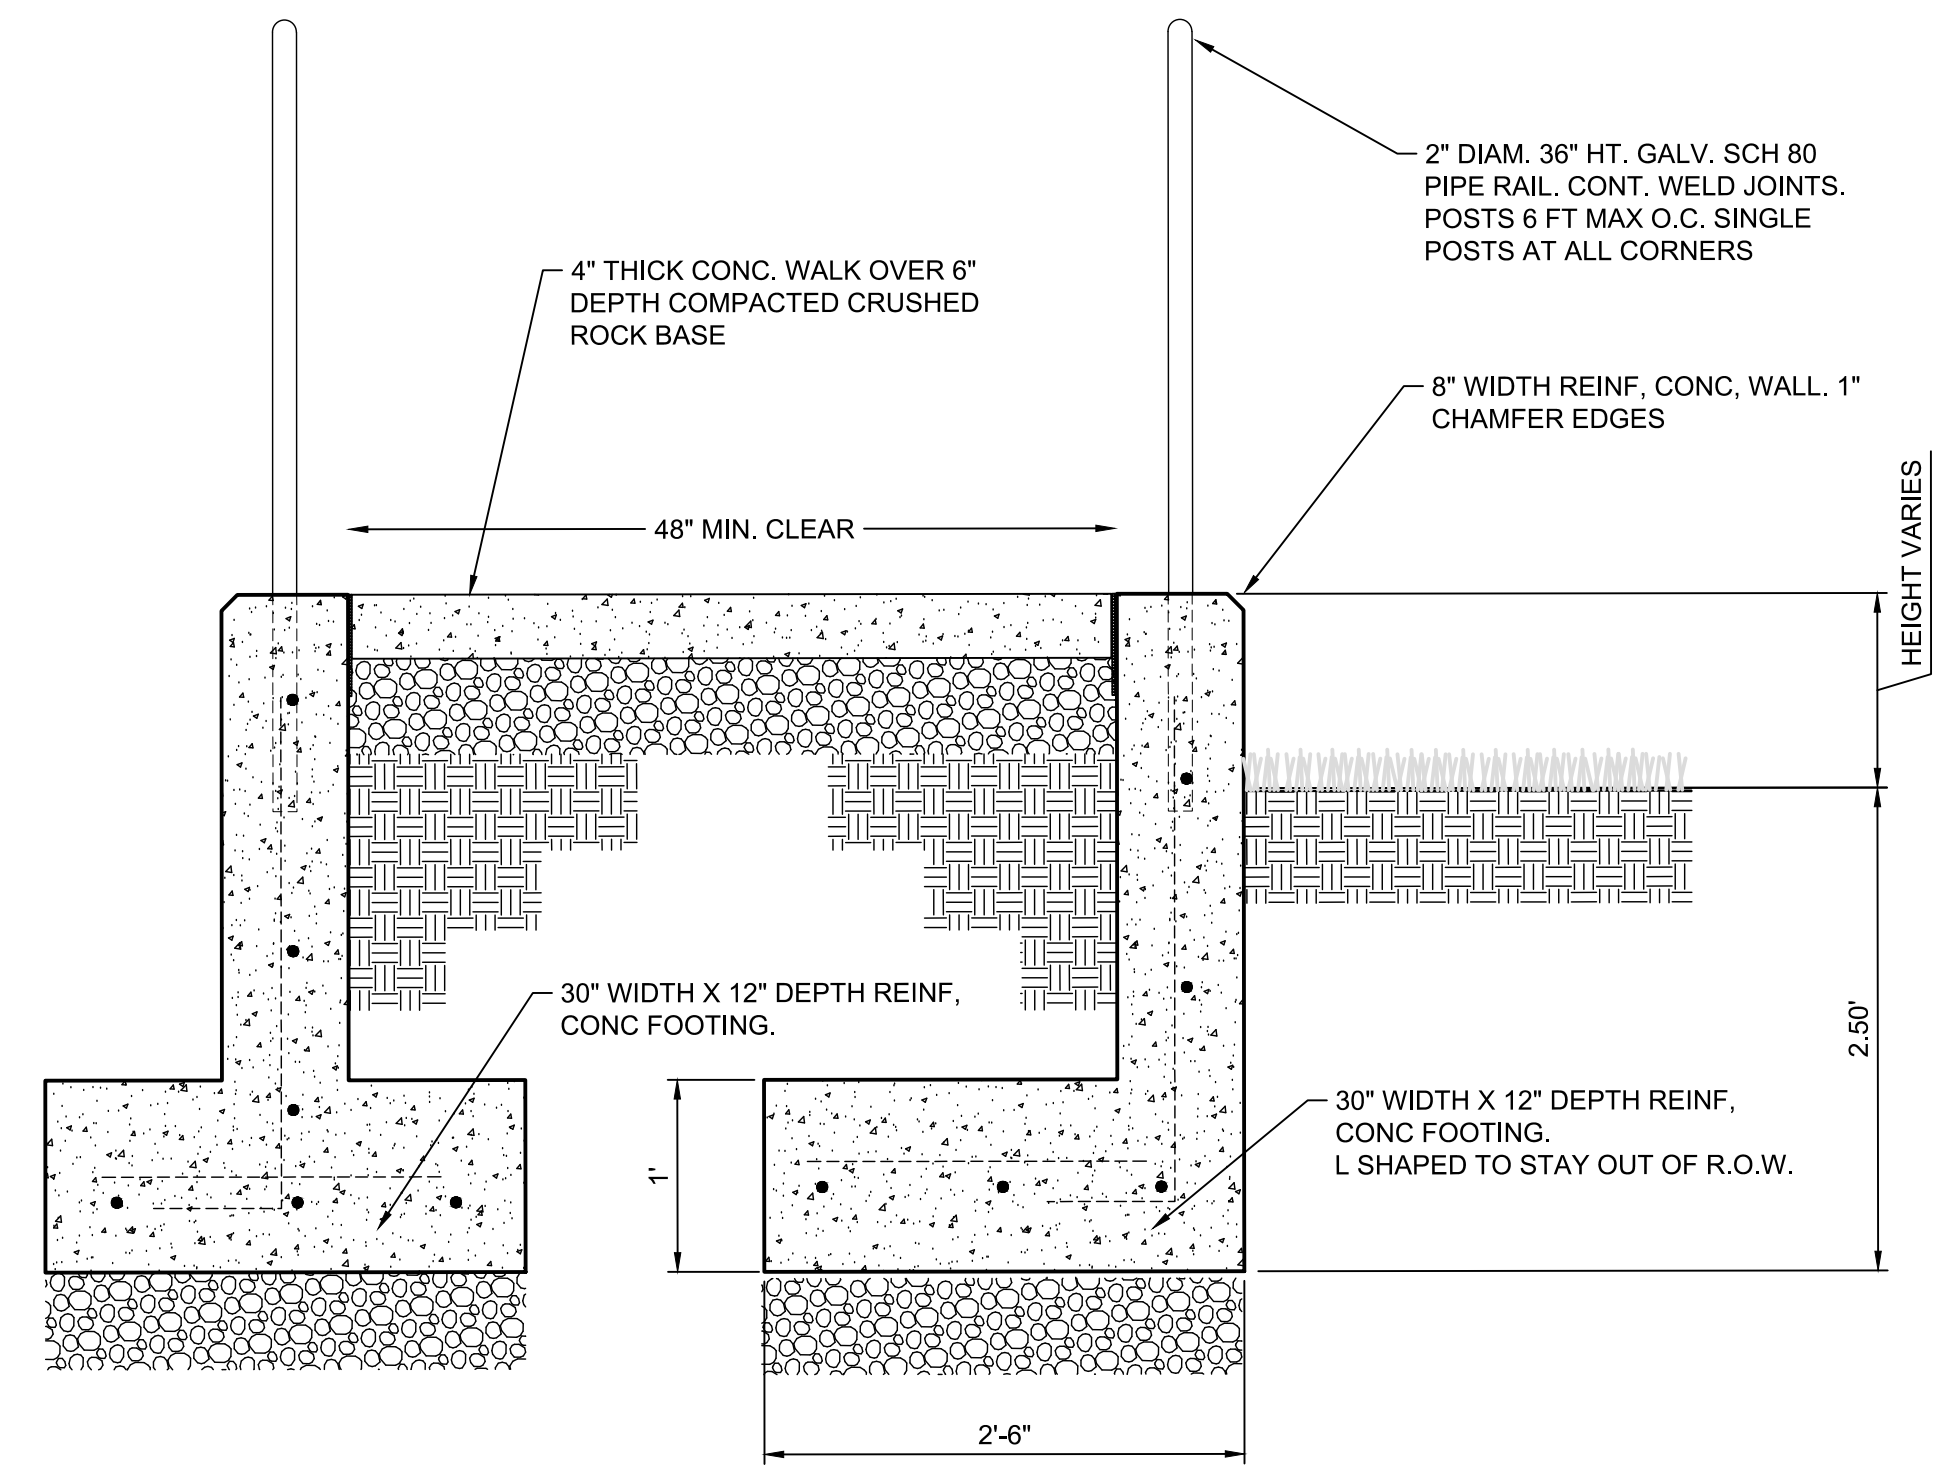 2" DIAM. 36" HT. GALV. SCH 80
PIPE RAIL. CONT. WELD JOINTS.
POSTS 6 FT MAX O.C. SINGLE
POSTS AT ALL CORNERS
4" THICK CONC. WALK OVER 6"
DEPTH COMPACTED CRUSHED
ROCK BASE
8" WIDTH REINF, CONC, WALL. 1"
CHAMFER EDGES
48" MIN. CLEAR
HEIGHT VARIES
30" WIDTH X 12" DEPTH REINF,
CONC FOOTING.
2.50'
30" WIDTH X 12" DEPTH REINF,
CONC FOOTING.
L SHAPED TO STAY OUT OF R.O.W.
1'
2'-6"